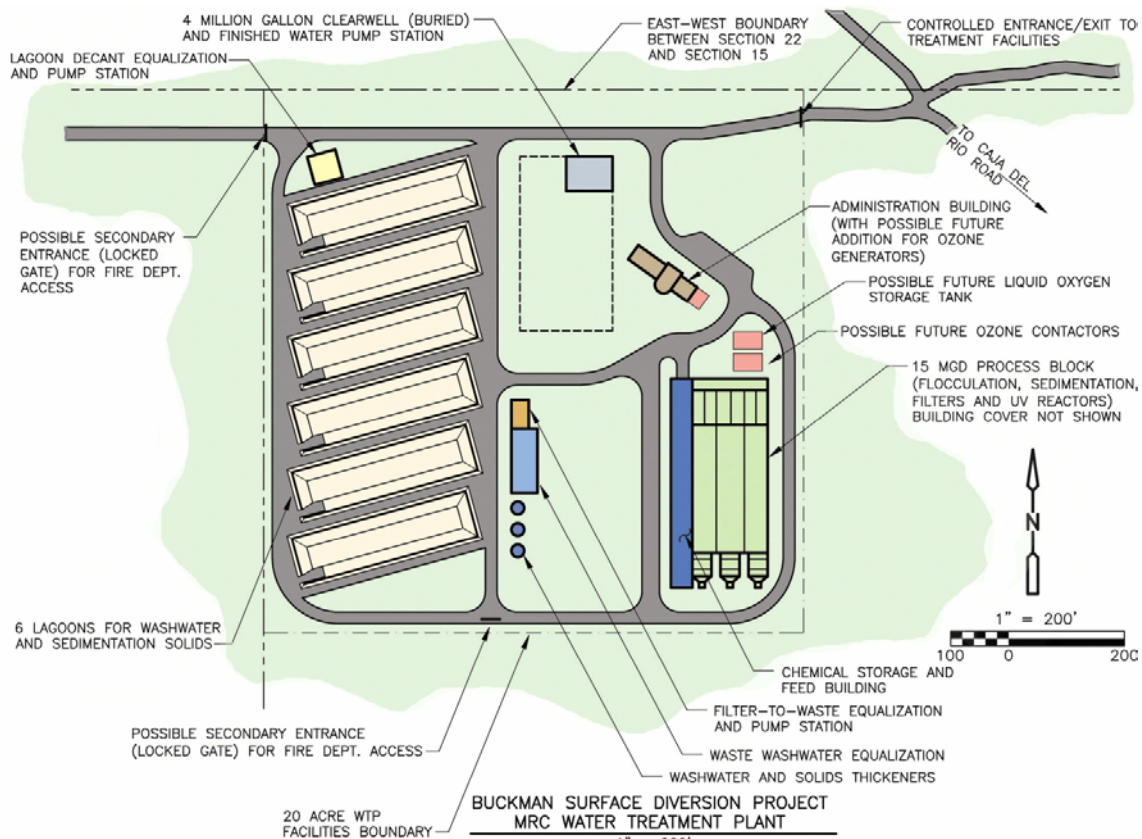 4 MILLION GALLON CLEARWELL (BURIED)
AND FINISHED WATER PUMP STATION
EAST-WEST BOUNDARY
BETWEEN SECTION 22
AND SECTION 15
CONTROLLED ENTRANCE/EXIT TO
TREATMENT FACILITIES
LAGOON DECANT EQUALIZATION
AND PUMP STATION
TO CAJA DEL
RIO ROAD
POSSIBLE SECONDARY
ENTRANCE (LOCKED
GATE) FOR FIRE DEPT.
ACCESS
ADMINISTRATION BUILDING
(WITH POSSIBLE FUTURE
ADDITION FOR OZONE
GENERATORS)
POSSIBLE FUTURE LIQUID OXYGEN
STORAGE TANK
POSSIBLE FUTURE OZONE CONTACTORS
15 MGD PROCESS BLOCK
(FLOCCULATION, SEDIMENTATION,
FILTERS AND UV REACTORS)
BUILDING COVER NOT SHOWN
N
1" = 200'
100 0 200
6 LAGOONS FOR WASHWATER
AND SEDIMENTATION SOLIDS
CHEMICAL STORAGE AND
FEED BUILDING
FILTER-TO-WASTE EQUALIZATION
AND PUMP STATION
POSSIBLE SECONDARY ENTRANCE
(LOCKED GATE) FOR FIRE DEPT. ACCESS
WASTE WASHWATER EQUALIZATION
WASHWATER AND SOLIDS THICKENERS
20 ACRE WTP
FACILITIES BOUNDARY
BUCKMAN SURFACE DIVERSION PROJECT
MRC WATER TREATMENT PLANT